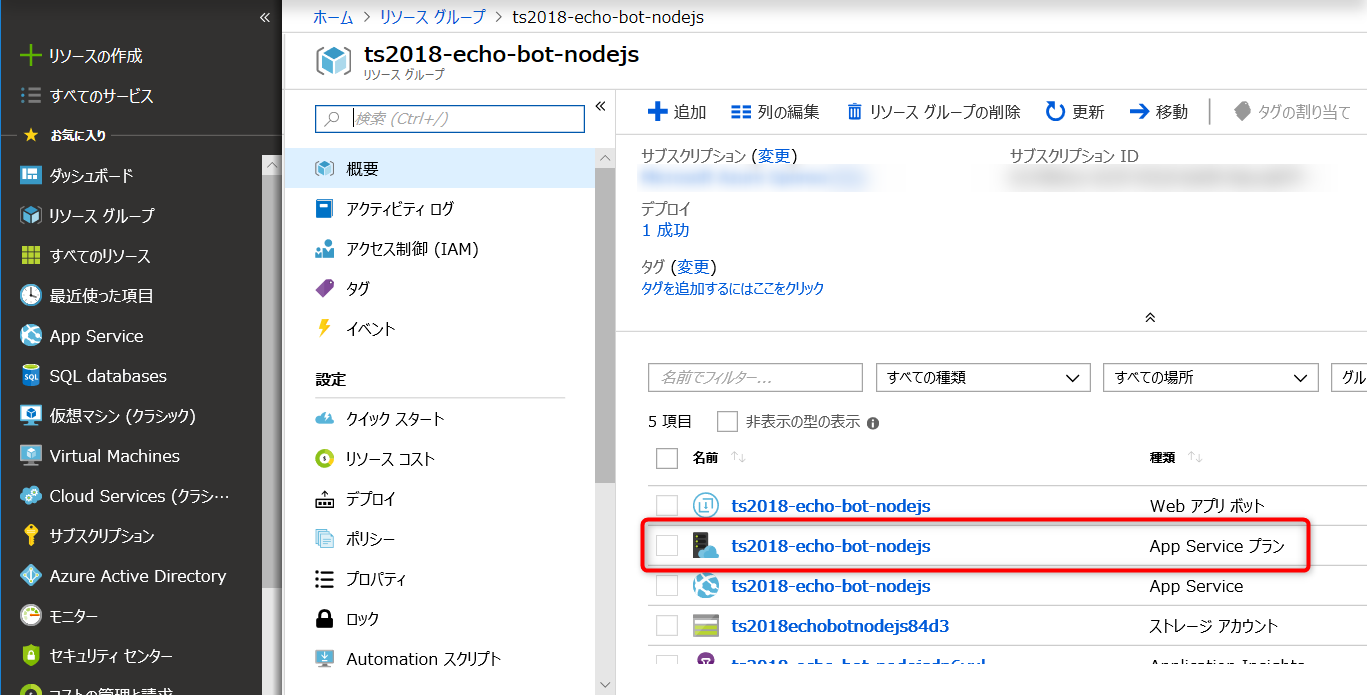 «
リソースの作成
すべてのサービス
お気に入り
ダッシュボード
リソース グループ
すべてのリソース
最近使った項目
App Service
SQL databases
仮想マシン (クラシック)
Virtual Machines
Cloud Services (クラシ…
サブスクリプション
Azure Active Directory
モニター
セキュリティ センター
コストの管理と請求
ホーム > リソース グループ > ts2018-echo-bot-nodejs
ts2018-echo-bot-nodejs
リソース グループ
検索 (Ctrl+/)
«
概要
アクティビティ ログ
アクセス制御 (IAM)
タグ
イベント
設定
クイック スタート
リソース コスト
デプロイ
ポリシー
プロパティ
ロック
Automation スクリプト
追加 列の編集 リソース グループの削除 更新 移動 タグの割り当て
サブスクリプション (変更) サブスクリプション ID
デプロイ
1 成功
タグ (変更)
タグを追加するにはここをクリック
名前でフィルター... すべての種類 すべての場所 グル
5 項目 非表示の型の表示
名前 ↑↓ 種類 ↑↓
ts2018-echo-bot-nodejs Web アプリ ボット
ts2018-echo-bot-nodejs App Service プラン
ts2018-echo-bot-nodejs App Service
ts2018echobotnodejs84d3 ストレージ アカウント
Application Insights